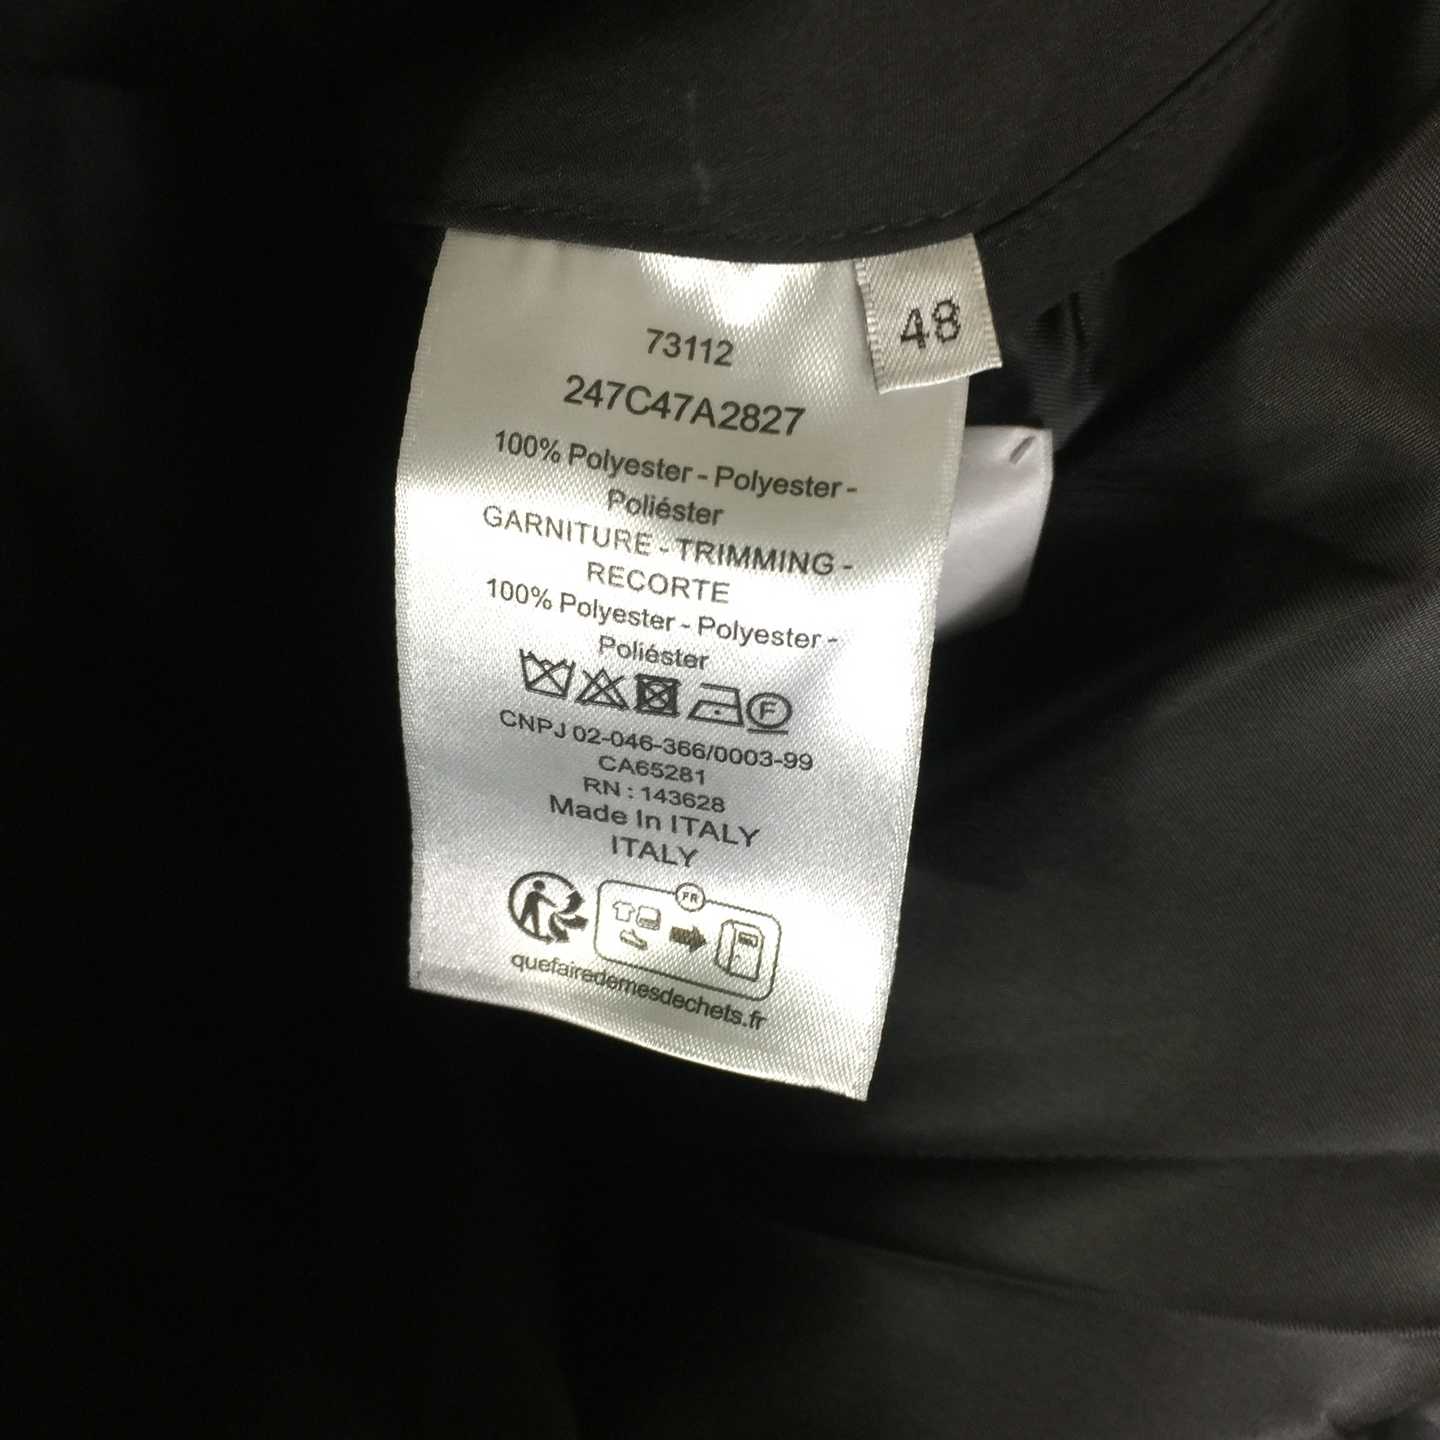 48
73112
247C47A2827
100% Polyester - Polyester -
Poliéster
GARNITURE - TRIMMING -
RECORTE
100% Polyester - Polyester -
Poliéster
F
CNPJ 02-046-366/0003-99
CA65281
RN : 143628
Made In ITALY
ITALY
FR
quefairedemesdechets.fr